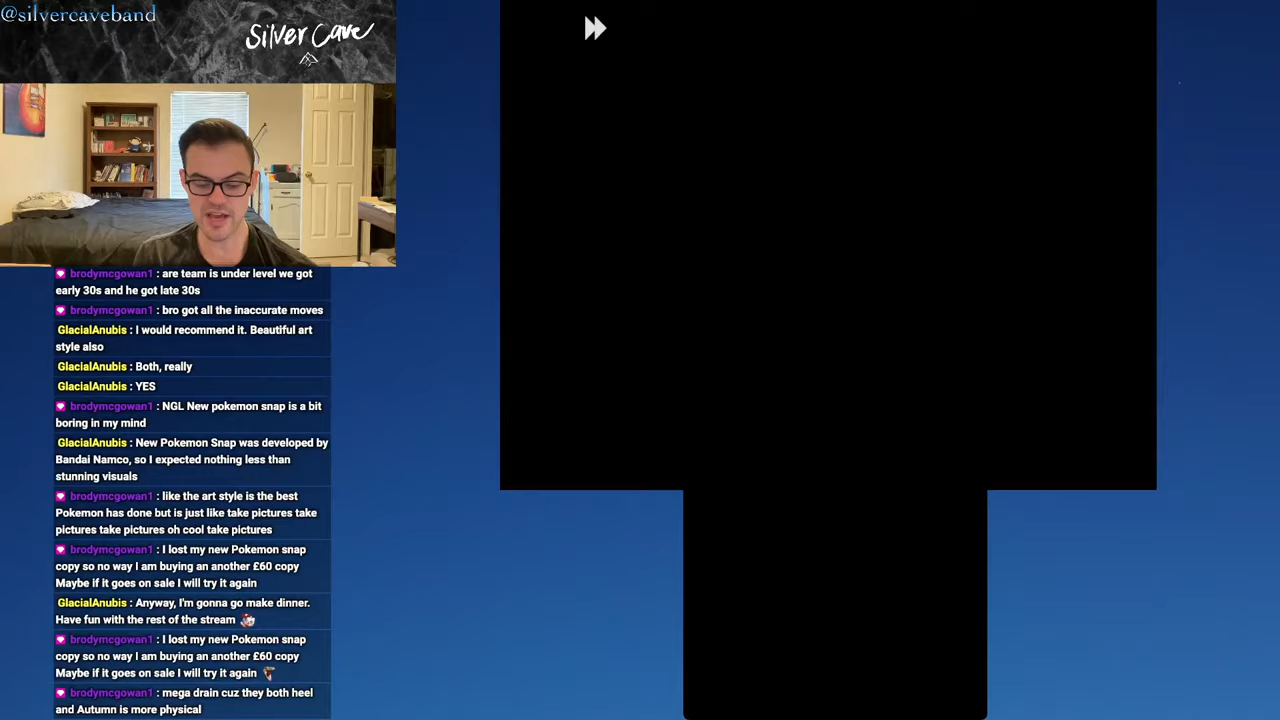 @silvercaveband
Silver Cave
brodymcgowan1 : are team is under level we got
early 30s and he got late 30s
brodymcgowan1 : bro got all the inaccurate moves
GlacialAnubis : I would recommend it. Beautiful art
style also
GlacialAnubis : Both, really
GlacialAnubis : YES
brodymcgowan1 : NGL New pokemon snap is a bit
boring in my mind
GlacialAnubis : New Pokemon Snap was developed by
Bandai Namco, so I expected nothing less than
stunning visuals
brodymcgowan1 : like the art style is the best
Pokemon has done but is just like take pictures take
pictures take pictures oh cool take pictures
brodymcgowan1 : I lost my new Pokemon snap
copy so no way I am buying an another £60 copy
Maybe if it goes on sale I will try it again
GlacialAnubis : Anyway, I'm gonna go make dinner.
Have fun with the rest of the stream
brodymcgowan1 : I lost my new Pokemon snap
copy so no way I am buying an another £60 copy
Maybe if it goes on sale I will try it again
brodymcgowan1 : mega drain cuz they both heel
and Autumn is more physical